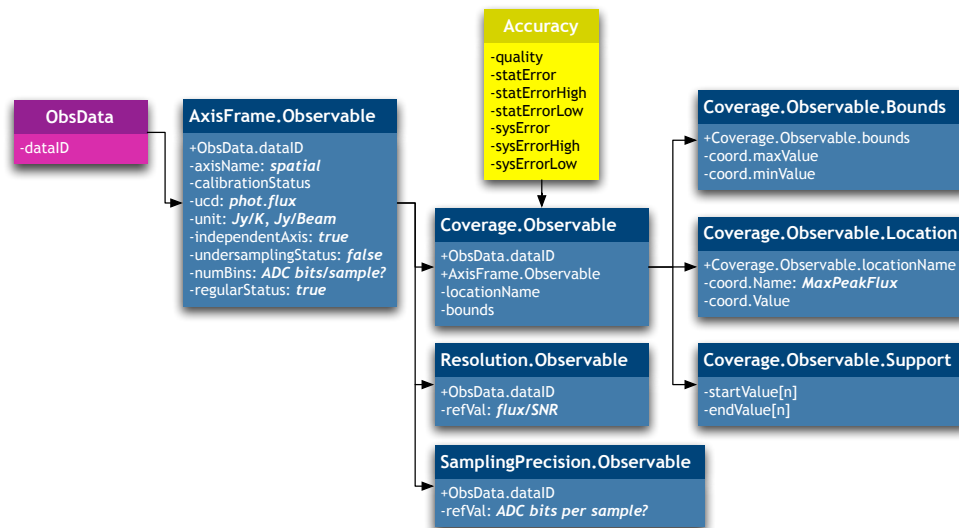 Accuracy
-quality
-statError
-statErrorHigh
-statErrorLow
-sysError
-sysErrorHigh
-sysErrorLow
ObsData
-dataID
AxisFrame.Observable
+ObsData.dataID
-axisName: spatial
-calibrationStatus
-ucd: phot.flux
-unit: Jy/K, Jy/Beam
-independentAxis: true
-undersamplingStatus: false
-numBins: ADC bits/sample?
-regularStatus: true
Coverage.Observable
+ObsData.dataID
+AxisFrame.Observable
-locationName
-bounds
Resolution.Observable
+ObsData.dataID
-refVal: flux/SNR
SamplingPrecision.Observable
+ObsData.dataID
-refVal: ADC bits per sample?
Coverage.Observable.Bounds
+Coverage.Observable.bounds
-coord.maxValue
-coord.minValue
Coverage.Observable.Location
+Coverage.Observable.locationName
-coord.Name: MaxPeakFlux
-coord.Value
Coverage.Observable.Support
-startValue[n]
-endValue[n]